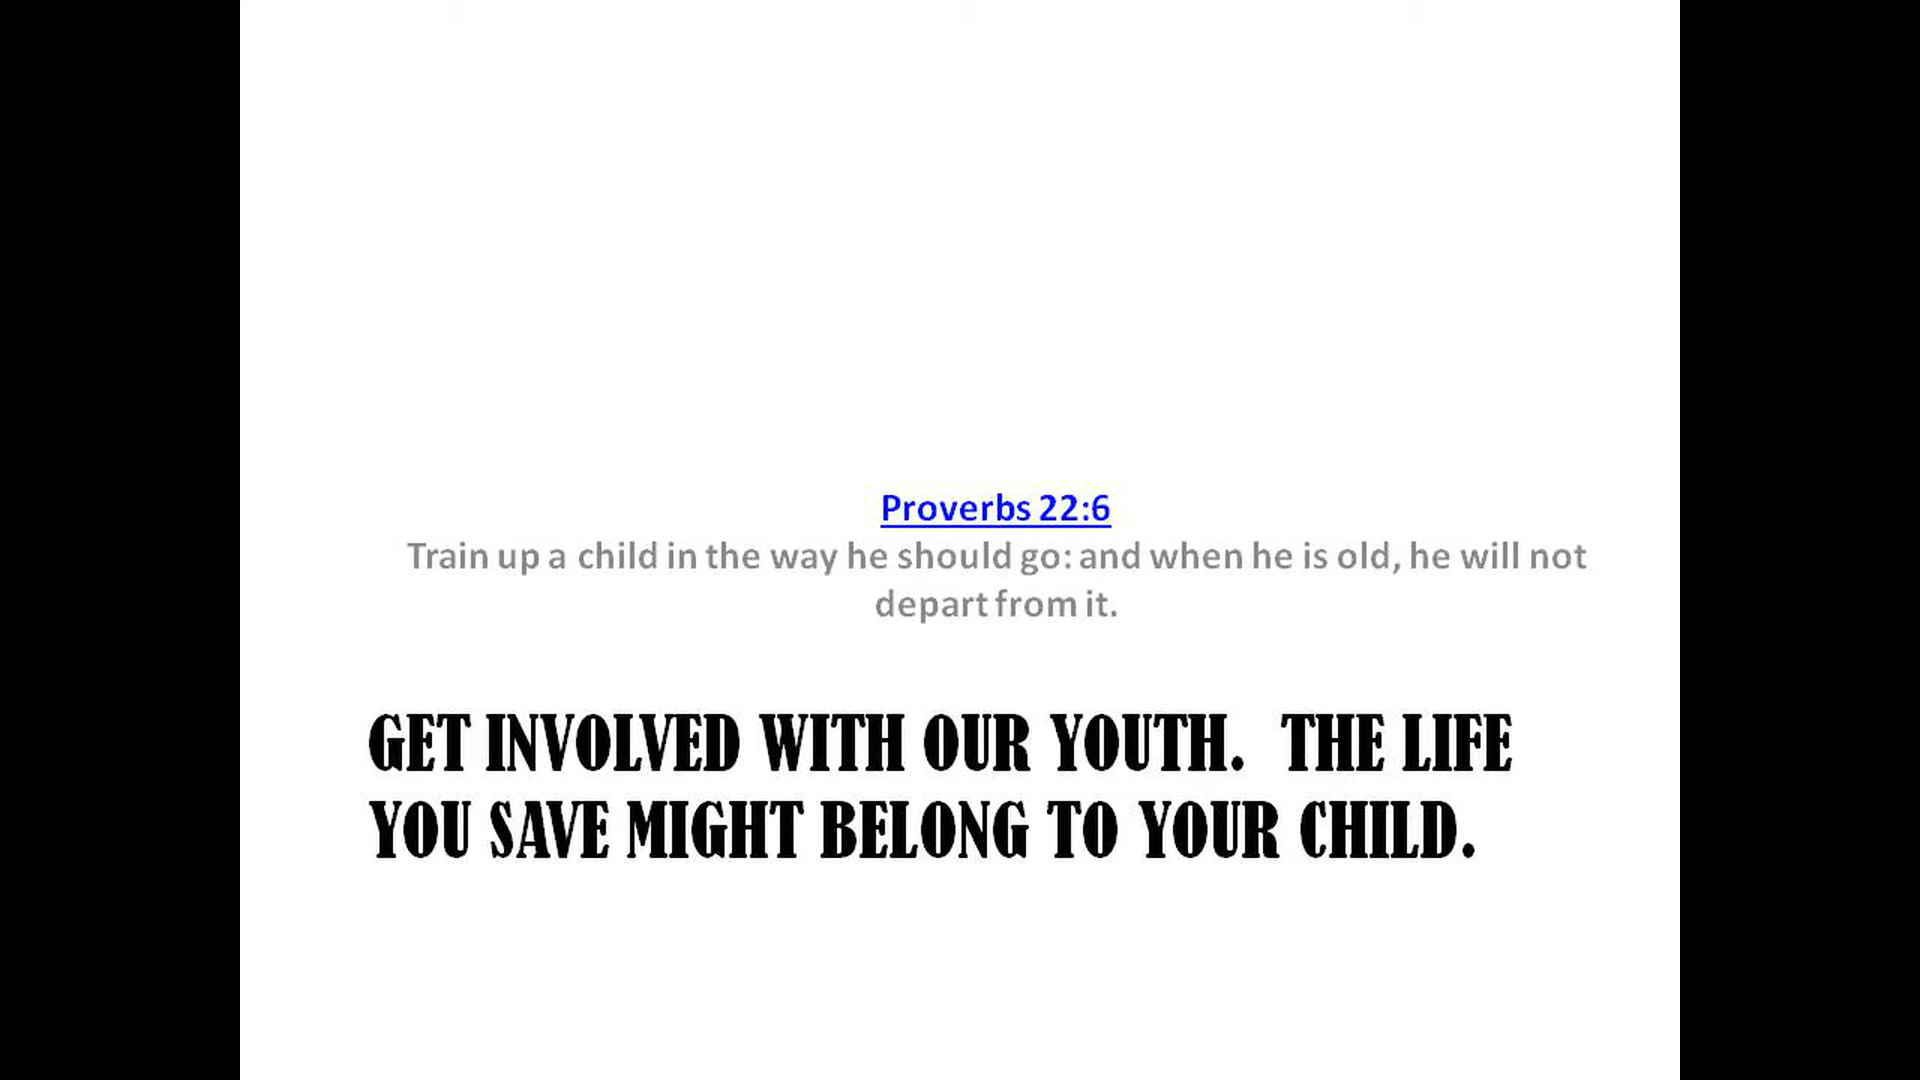 Proverbs 22:6
Train up a child in the way he should go: and when he is old, he will not
depart from it.
GET INVOLVED WITH OUR YOUTH. THE LIFE
YOU SAVE MIGHT BELONG TO YOUR CHILD.